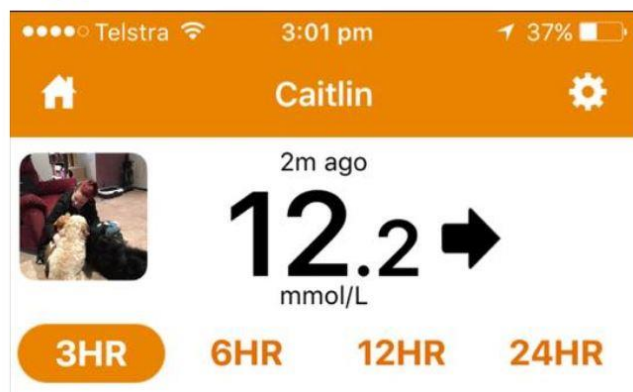 Telstra 3:01 pm 37%
Caitlin
2m ago
12.2
mmol/L
3HR 6HR 12HR 24HR